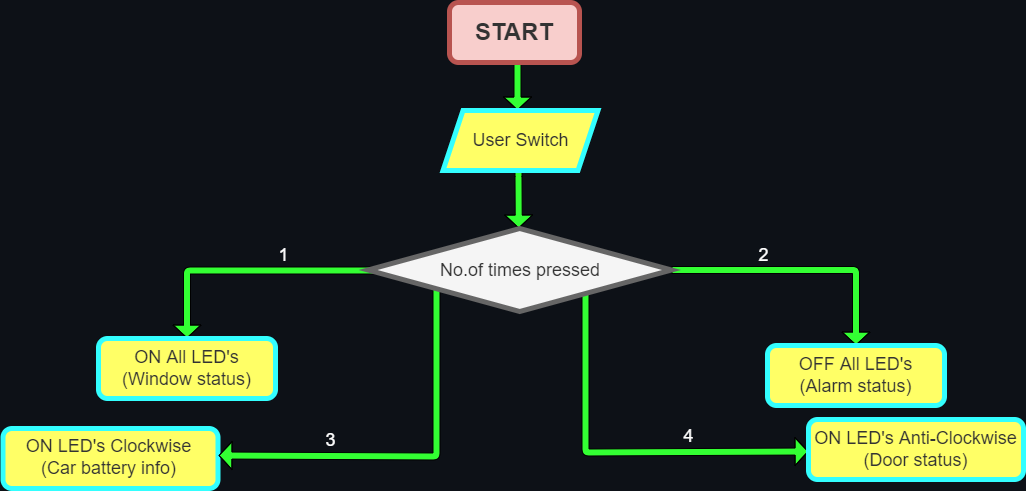 START
User Switch
No.of times pressed
1
2
ON All LED's
(Window status)
OFF All LED's
(Alarm status)
3
4
ON LED's Clockwise
(Car battery info)
ON LED's Anti-Clockwise
(Door status)